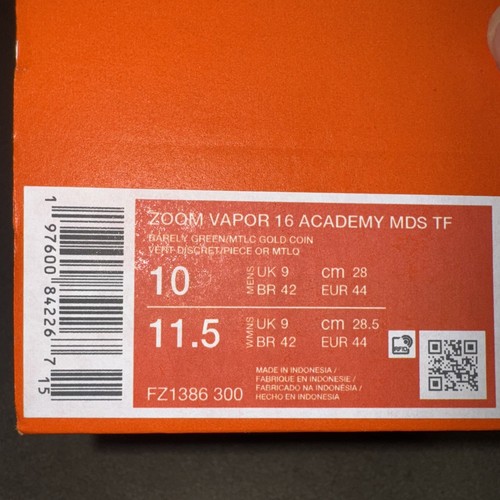 ZOOM VAPOR 16 ACADEMY MDS TF
BARELY GREEN/MTLC GOLD COIN
VERT DISCRET/PIECE OR MTLQ
10 MENS UK 9 cm 28
BR 42 EUR 44
11.5 WMNS UK 9 cm 28.5
BR 42 EUR 44
RFID
FZ1386 300
MADE IN INDONESIA /
FABRIQUE EN INDONESIE /
FABRICADO NA INDONÉSIA /
HECHO EN INDONESIA
1 97600 84226 7 15